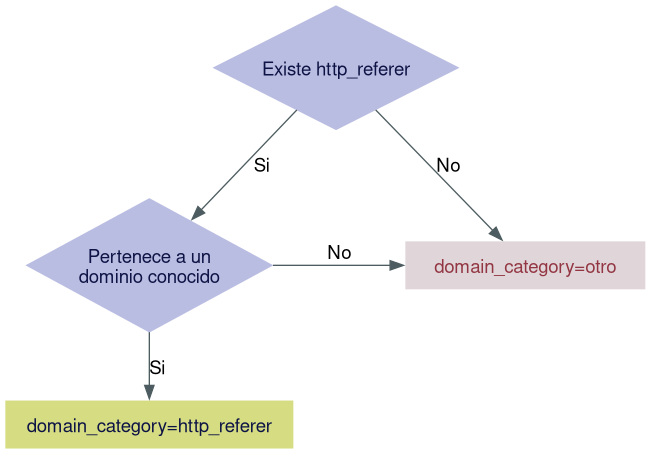 Existe http_referer
Si
No
Pertenece a un
dominio conocido
No
domain_category=otro
Si
domain_category=http_referer